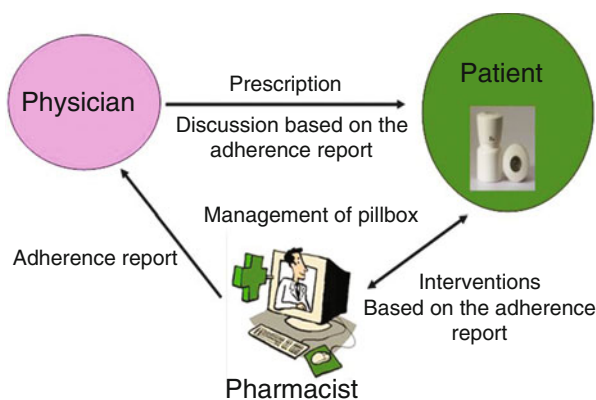 Physician
Prescription
Discussion based on the
adherence report
Patient
Management of pillbox
Adherence report
Interventions
Based on the adherence
report
Pharmacist